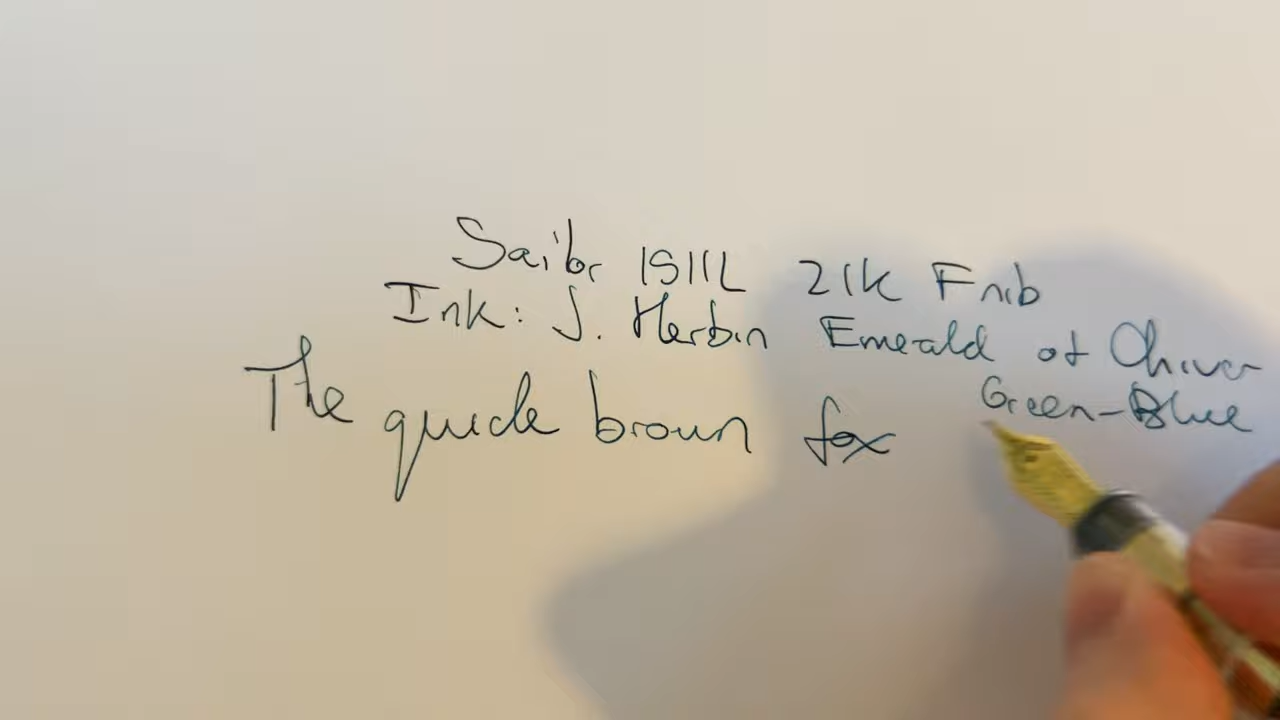 Sailor 1911L 21K F nib
Ink: J. Herbin Emerald of Chivor
Green-Blue
The quick brown fox